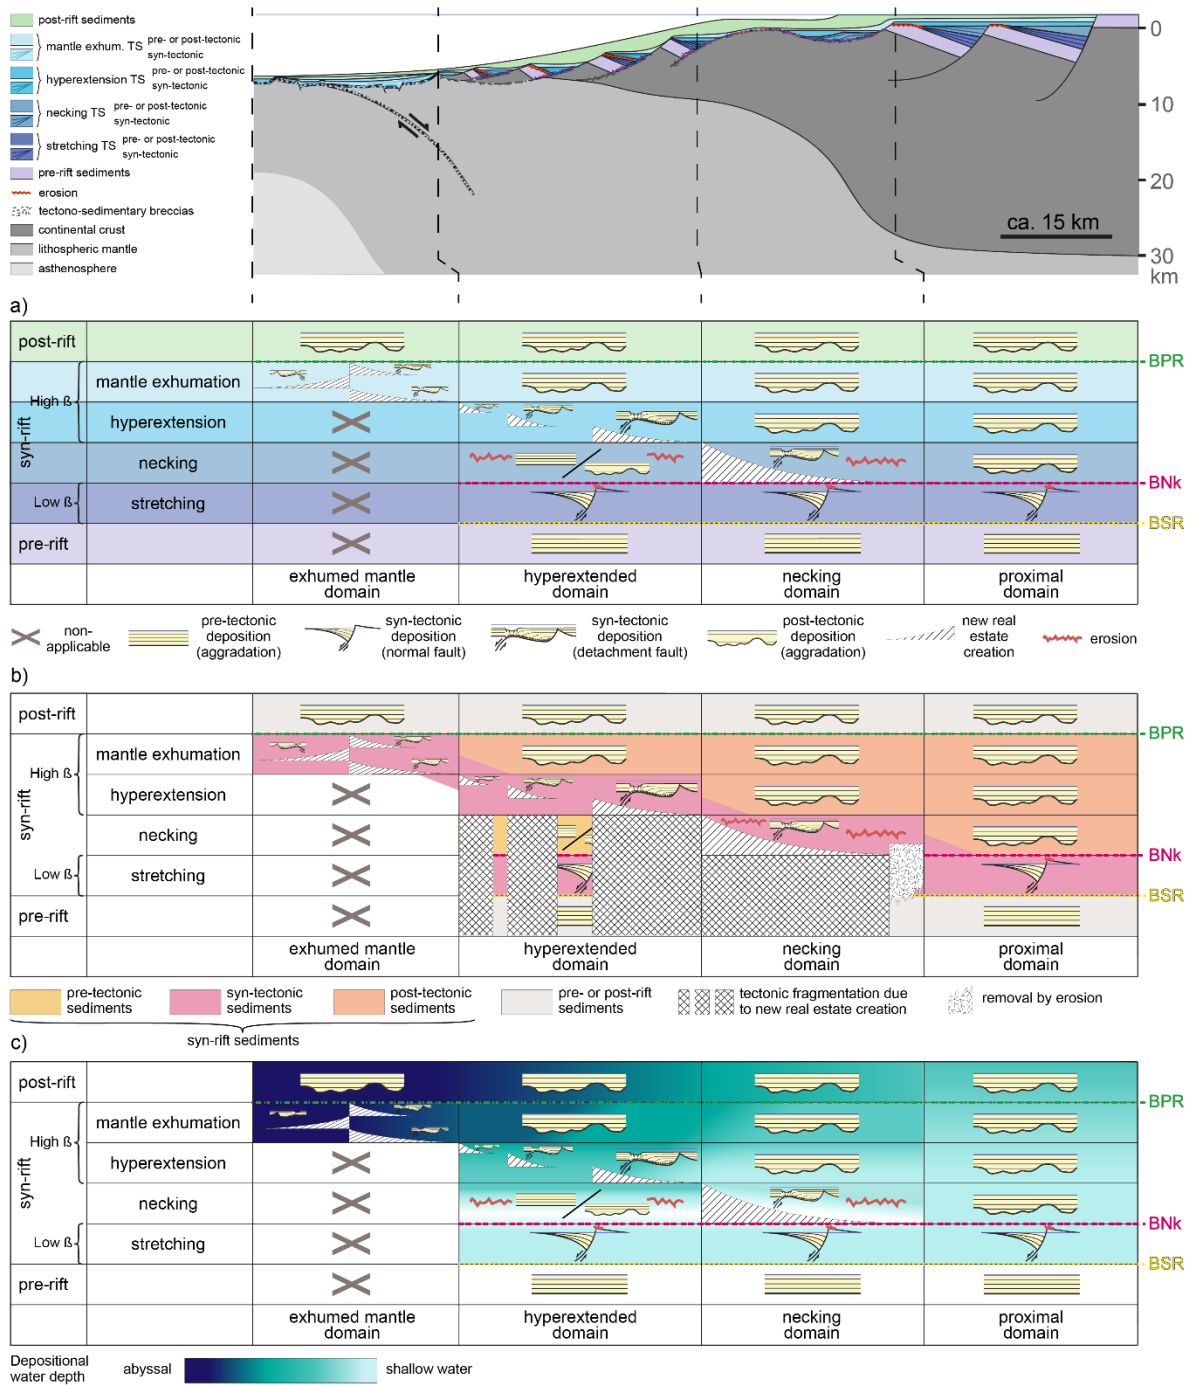 post-rift sediments
mantle exhum. TS pre- or post-tectonic
syn-tectonic
hyperextension TS pre- or post-tectonic
syn-tectonic
necking TS pre- or post-tectonic
syn-tectonic
stretching TS pre- or post-tectonic
syn-tectonic
pre-rift sediments
erosion
tectono-sedimentary breccias
continental crust
lithospheric mantle
asthenosphere
0
10
20
30
km
ca. 15 km
a)
post-rift
BPR
mantle exhumation
High ß
hyperextension
syn-rift
necking
BNk
Low ß stretching
BSR
pre-rift
exhumed mantle domain
hyperextended domain
necking domain
proximal domain
non-applicable
pre-tectonic deposition (aggradation)
syn-tectonic deposition (normal fault)
syn-tectonic deposition (detachment fault)
post-tectonic deposition (aggradation)
new real estate creation
erosion
b)
post-rift
BPR
mantle exhumation
High ß
hyperextension
syn-rift
necking
BNk
Low ß stretching
BSR
pre-rift
exhumed mantle domain
hyperextended domain
necking domain
proximal domain
pre-tectonic sediments
syn-tectonic sediments
post-tectonic sediments
pre- or post-rift sediments
tectonic fragmentation due to new real estate creation
removal by erosion
syn-rift sediments
c)
post-rift
BPR
mantle exhumation
High ß
hyperextension
syn-rift
necking
BNk
Low ß stretching
BSR
pre-rift
exhumed mantle domain
hyperextended domain
necking domain
proximal domain
Depositional water depth
abyssal
shallow water